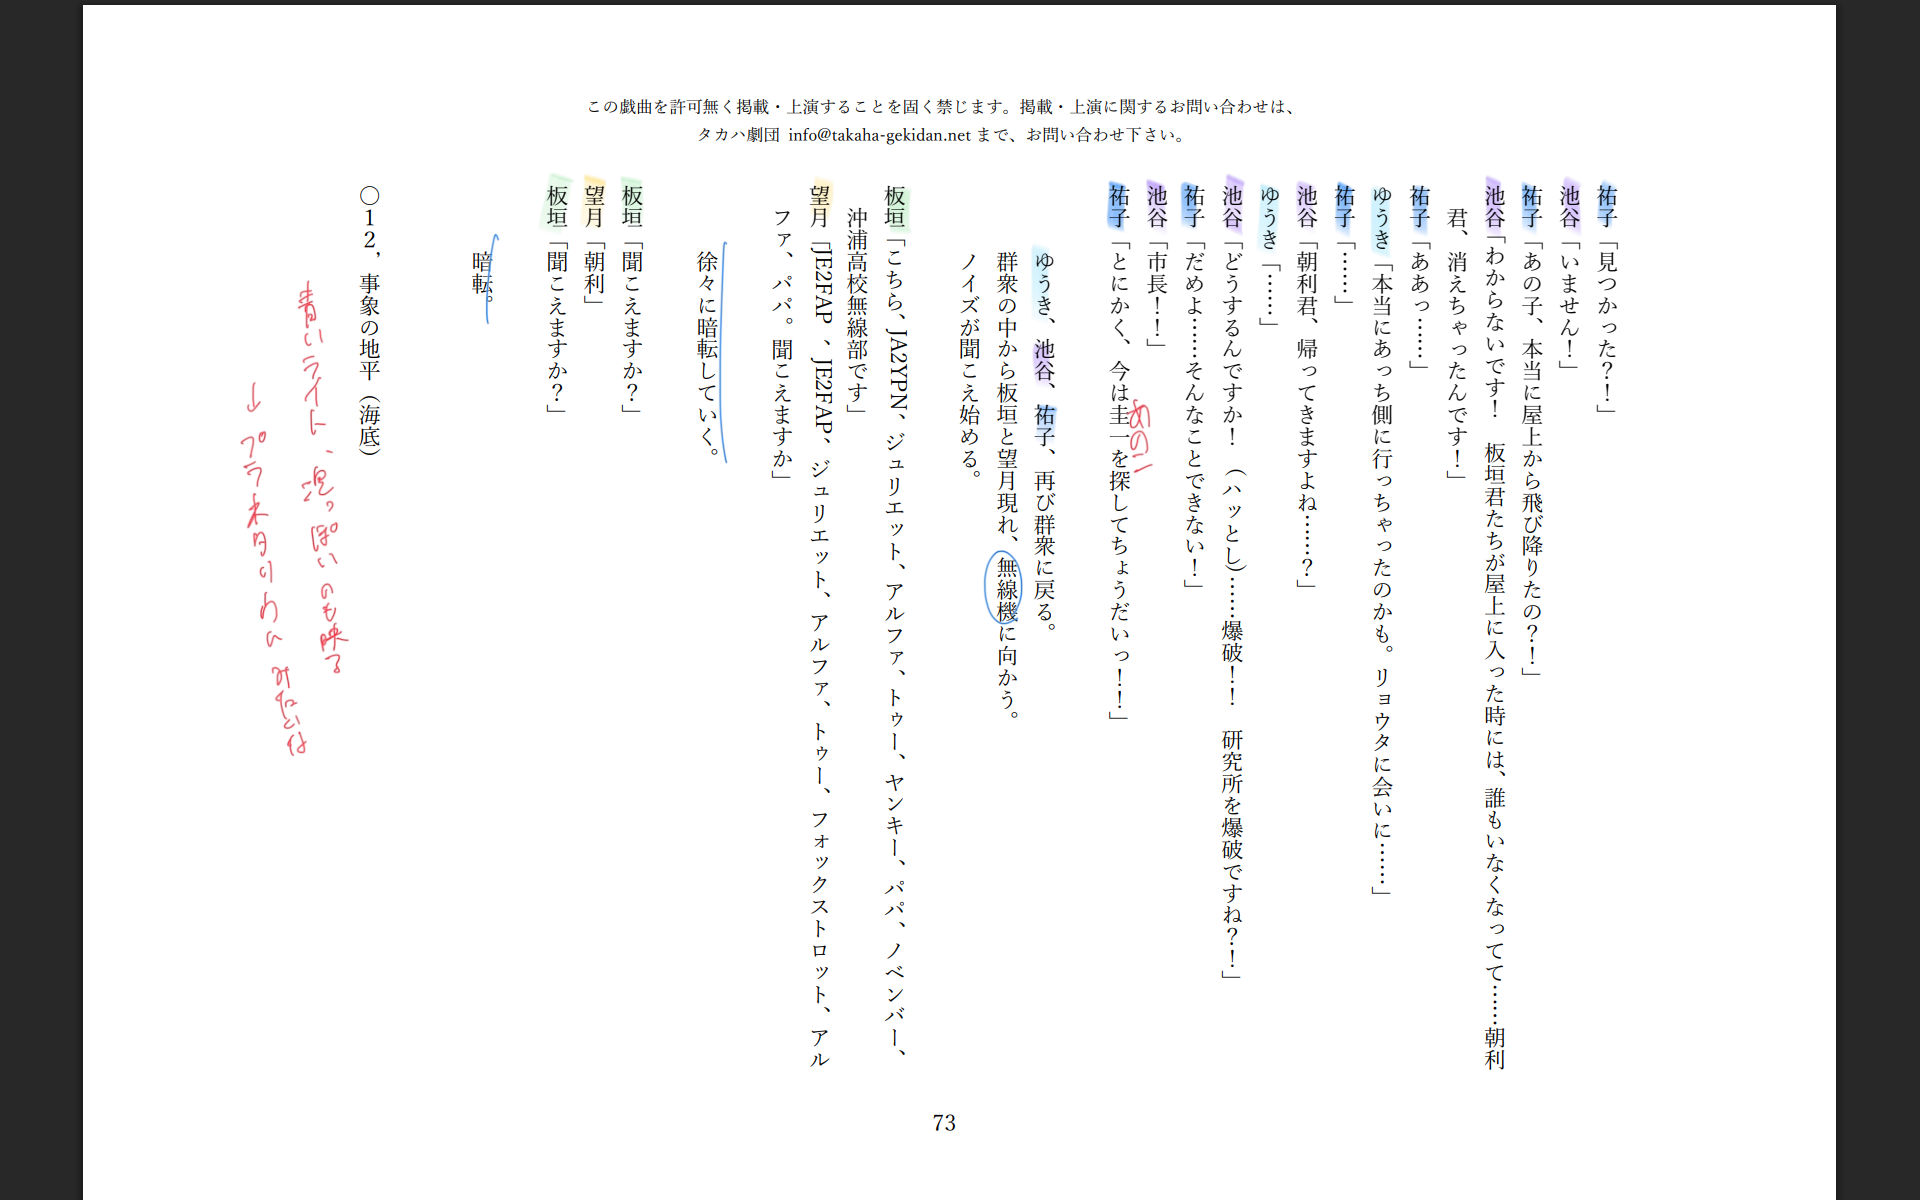 この戯曲を許可無く掲載・上演することを固く禁じます。掲載・上演に関するお問い合わせは、
タカハ劇団 info@takaha-gekidan.net まで、お問い合わせ下さい。
祐子「見つかった？！」
池谷「いません！」
祐子「あの子、本当に屋上から飛び降りたの？！」
池谷「わからないです！　板垣君たちが屋上に入った時には、誰もいなくなってて……朝利
君、消えちゃったんです！」
祐子「ああっ……」
ゆうき「本当にあっち側に行っちゃったのかも。リョウタに会いに……」
祐子「……」
池谷「朝利君、帰ってきますよね……？」
ゆうき「……」
池谷「どうするんですか！（ハッとし）……爆破！！　研究所を爆破ですね？！」
祐子「だめよ……そんなことできない！」
池谷「市長！！」
あのこ
祐子「とにかく、今は圭一を探してちょうだいっ！！」
ゆうき、池谷、祐子、再び群衆に戻る。
群衆の中から板垣と望月現れ、無線機に向かう。
ノイズが聞こえ始める。
板垣「こちら、JA2YPN、ジュリエット、アルファ、トゥー、ヤンキー、パパ、ノベンバー、
沖浦高校無線部です」
望月「JE2FAP 、JE2FAP、ジュリエット、アルファ、トゥー、フォックストロット、アル
ファ、パパ。聞こえますか」
徐々に暗転していく。
板垣「聞こえますか？」
望月「朝利」
板垣「聞こえますか？」
暗転。
〇１２，事象の地平（海底）
青いライト、泡っぽいのも映る
↓プラネタリウムみたいな
73